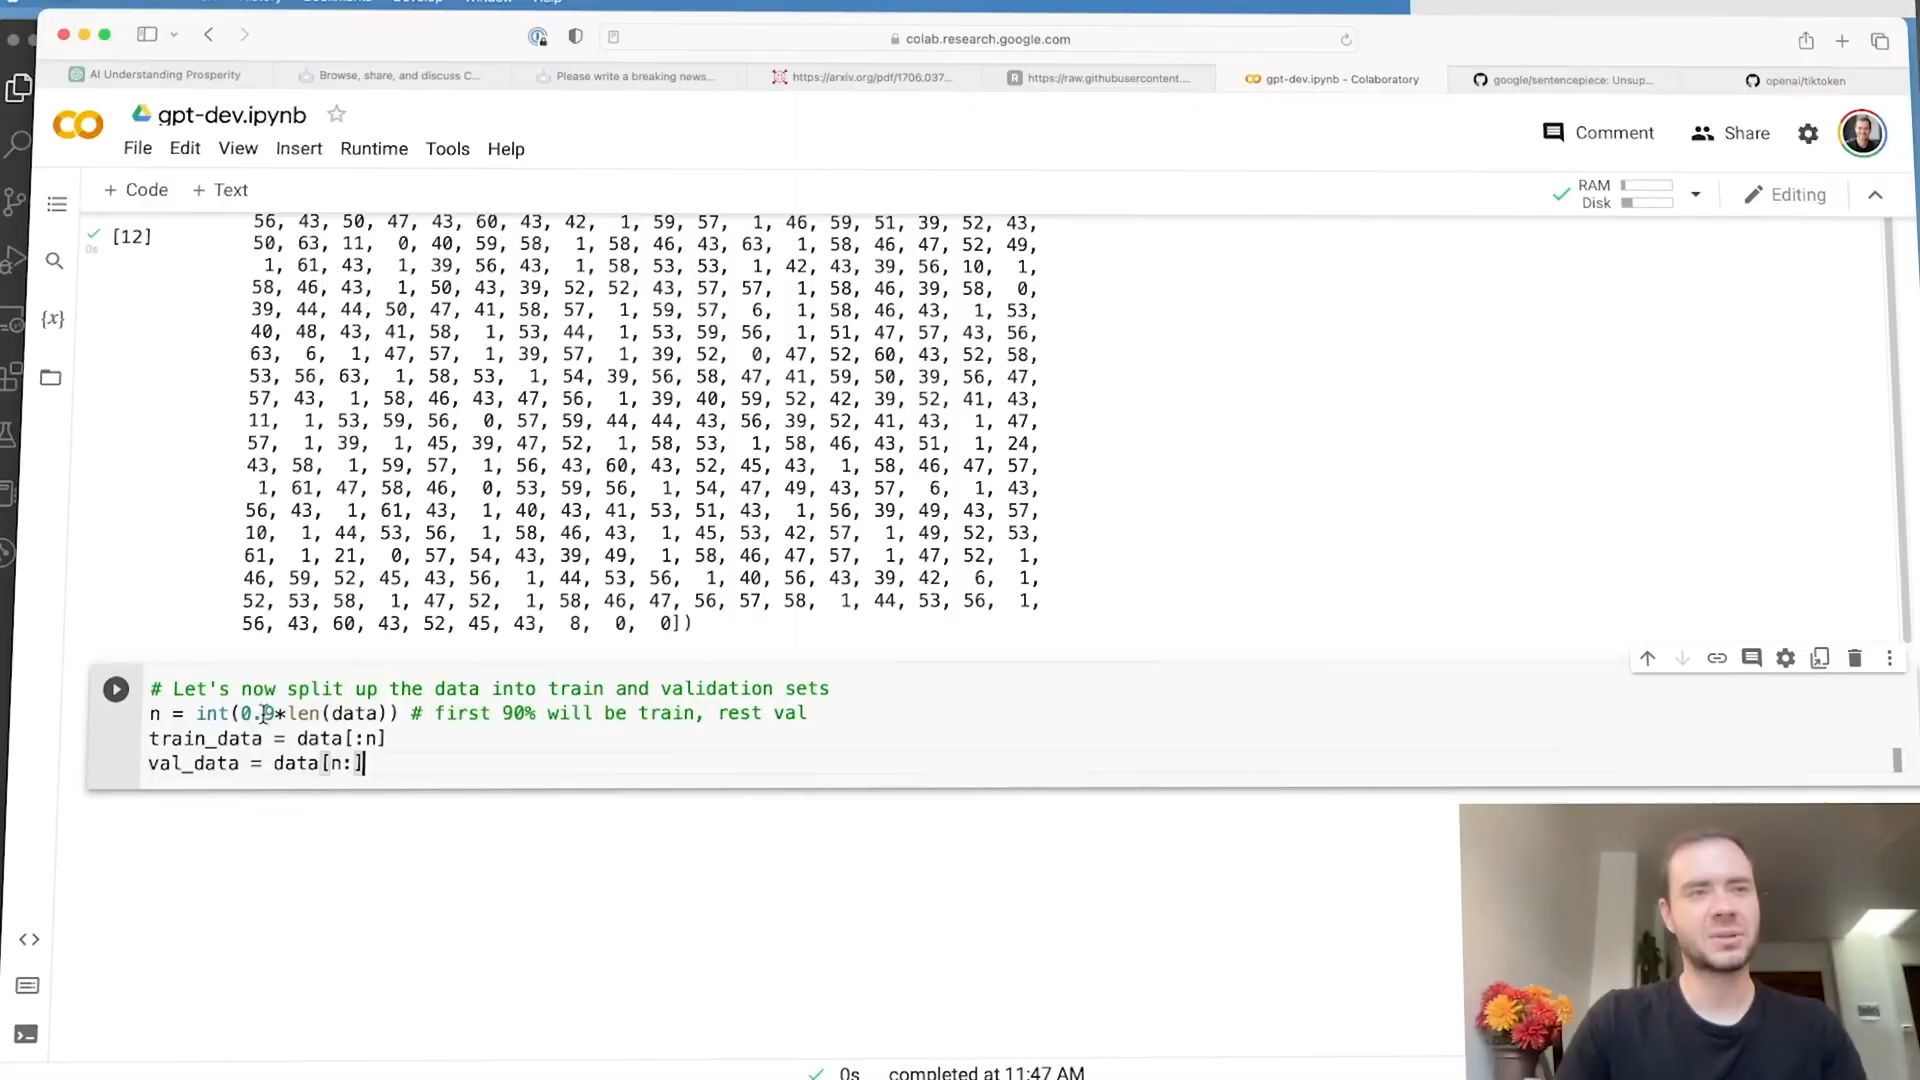 History Bookmarks Develop Window Help
colab.research.google.com
AI Understanding Prosperity
Browse, share, and discuss C...
Please write a breaking news...
https://arxiv.org/pdf/1706.037...
R https://raw.githubusercontent....
gpt-dev.ipynb - Colaboratory
google/sentencepiece: Unsup...
openai/tiktoken
gpt-dev.ipynb
File Edit View Insert Runtime Tools Help
Comment
Share
+ Code + Text
RAM
Disk
Editing
[12]
0s
56, 43, 50, 47, 43, 60, 43, 42, 1, 59, 57, 1, 46, 59, 51, 39, 52, 43,
50, 63, 11, 0, 40, 59, 58, 1, 58, 46, 43, 63, 1, 58, 46, 47, 52, 49,
1, 61, 43, 1, 39, 56, 43, 1, 58, 53, 53, 1, 42, 43, 39, 56, 10, 1,
58, 46, 43, 1, 50, 43, 39, 52, 52, 43, 57, 57, 1, 58, 46, 39, 58, 0,
39, 44, 44, 50, 47, 41, 58, 57, 1, 59, 57, 6, 1, 58, 46, 43, 1, 53,
40, 48, 43, 41, 58, 1, 53, 44, 1, 53, 59, 56, 1, 51, 47, 57, 43, 56,
63, 6, 1, 47, 57, 1, 39, 57, 1, 39, 52, 0, 47, 52, 60, 43, 52, 58,
53, 56, 63, 1, 58, 53, 1, 54, 39, 56, 58, 47, 41, 59, 50, 39, 56, 47,
57, 43, 1, 58, 46, 43, 47, 56, 1, 39, 40, 59, 52, 42, 39, 52, 41, 43,
11, 1, 53, 59, 56, 0, 57, 59, 44, 44, 43, 56, 39, 52, 41, 43, 1, 47,
57, 1, 39, 1, 45, 39, 47, 52, 1, 58, 53, 1, 58, 46, 43, 51, 1, 24,
43, 58, 1, 59, 57, 1, 56, 43, 60, 43, 52, 45, 43, 1, 58, 46, 47, 57,
1, 61, 47, 58, 46, 0, 53, 59, 56, 1, 54, 47, 49, 43, 57, 6, 1, 43,
56, 43, 1, 61, 43, 1, 40, 43, 41, 53, 51, 43, 1, 56, 39, 49, 43, 57,
10, 1, 44, 53, 56, 1, 58, 46, 43, 1, 45, 53, 42, 57, 1, 49, 52, 53,
61, 1, 21, 0, 57, 54, 43, 39, 49, 1, 58, 46, 47, 57, 1, 47, 52, 1,
46, 59, 52, 45, 43, 56, 1, 44, 53, 56, 1, 40, 56, 43, 39, 42, 6, 1,
52, 53, 58, 1, 47, 52, 1, 58, 46, 47, 56, 57, 58, 1, 44, 53, 56, 1,
56, 43, 60, 43, 52, 45, 43, 8, 0, 0])
# Let's now split up the data into train and validation sets
n = int(0.9*len(data)) # first 90% will be train, rest val
train_data = data[:n]
val_data = data[n:]
0s completed at 11:47 AM